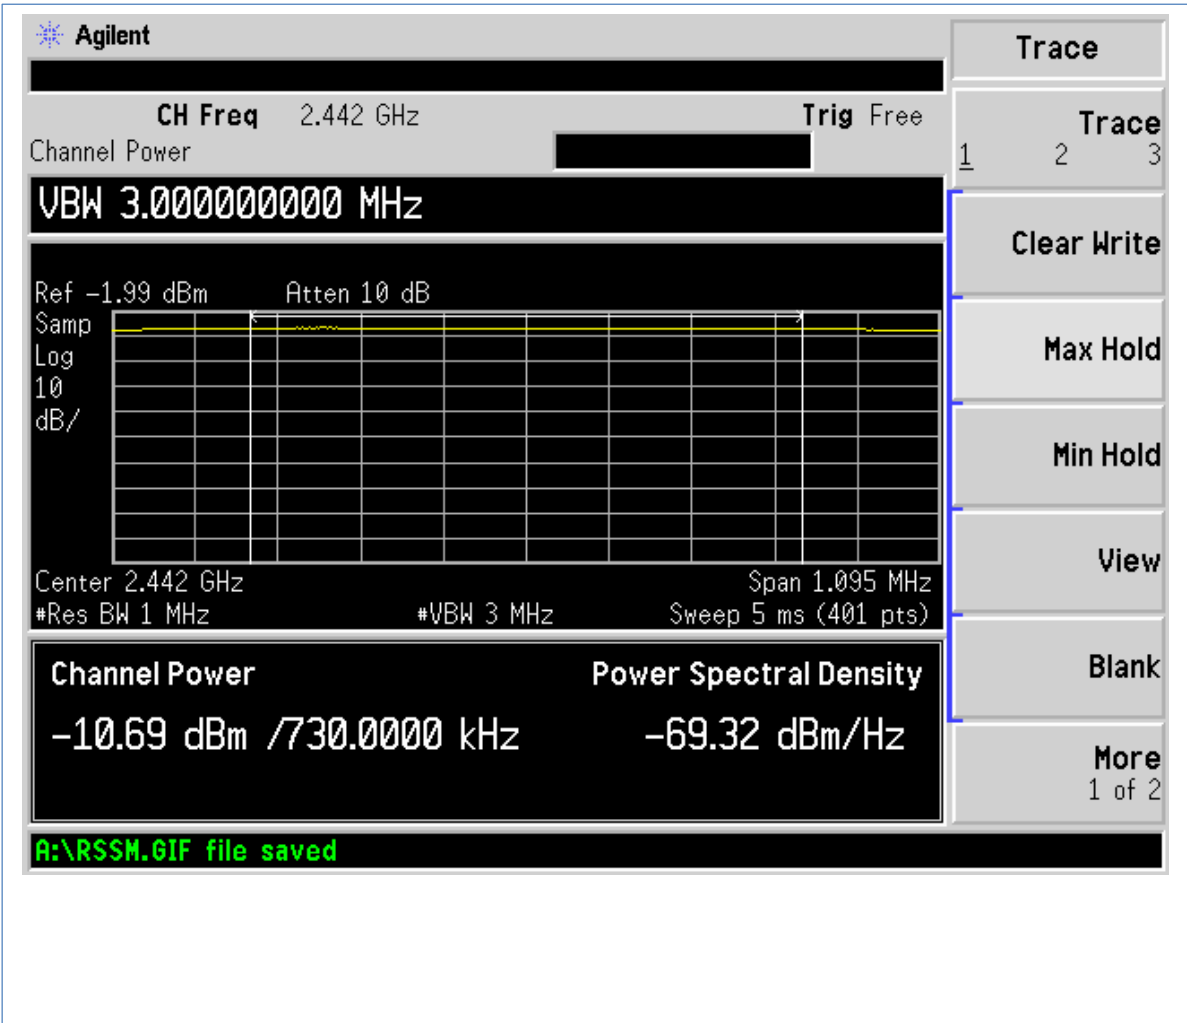 Agilent
Trace
CH Freq 2.442 GHz Trig Free
Channel Power
Trace
1 2 3
VBW 3.000000000 MHz
Clear Write
Ref -1.99 dBm Atten 10 dB
Samp
Log
10
dB/
Max Hold
Min Hold
View
Center 2.442 GHz Span 1.095 MHz
#Res BW 1 MHz #VBW 3 MHz Sweep 5 ms (401 pts)
Channel Power Power Spectral Density
-10.69 dBm /730.0000 kHz -69.32 dBm/Hz
Blank
More
1 of 2
A:\RSSM.GIF file saved